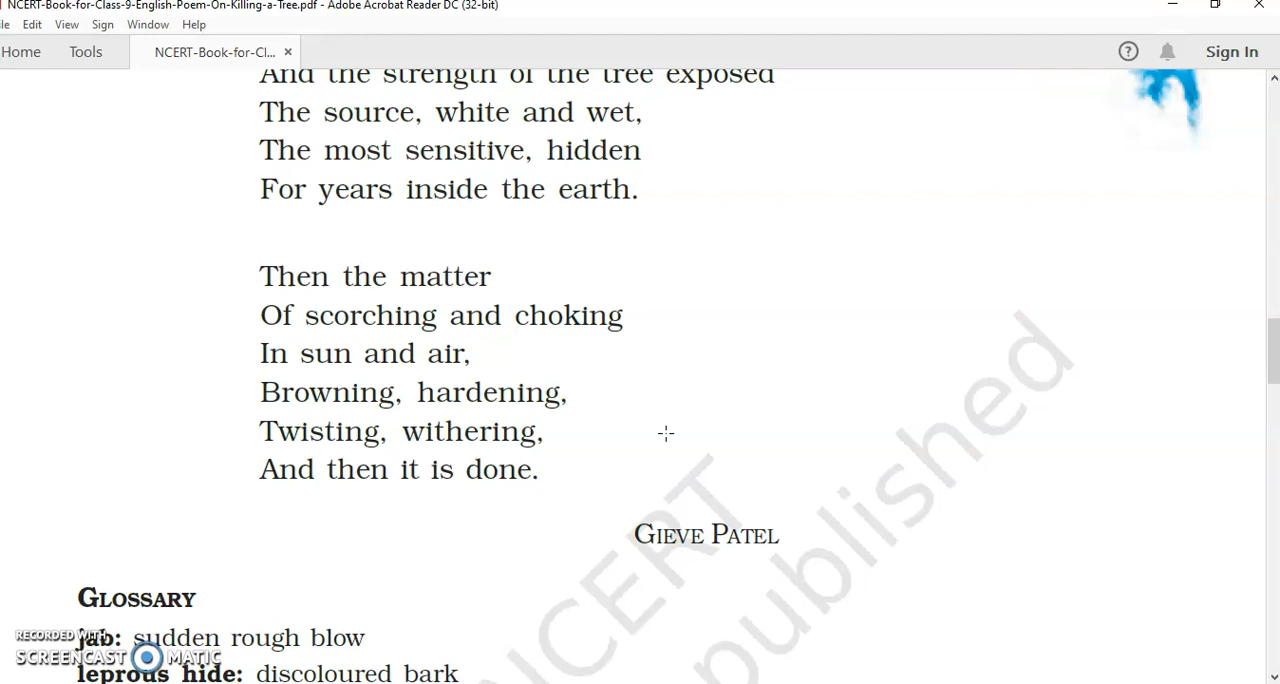 NCERT-Book-for-Class-9-English-Poem-On-Killing-a-Tree.pdf - Adobe Acrobat Reader DC (32-bit)
ile Edit View Sign Window Help
Home Tools NCERT-Book-for-Cl... × ? Sign In
And the strength of the tree exposed
The source, white and wet,
The most sensitive, hidden
For years inside the earth.
Then the matter
Of scorching and choking
In sun and air,
Browning, hardening,
Twisting, withering,
And then it is done.
GIEVE PATEL
NCERT
published
GLOSSARY
jab: sudden rough blow
leprous hide: discoloured bark
RECORDED WITH
SCREENCAST MATIC